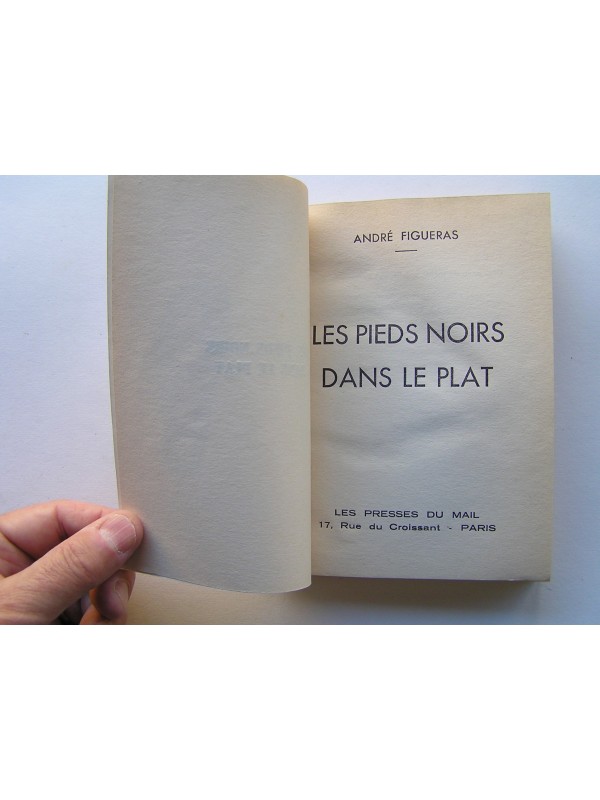 ANDRÉ FIGUERAS
LES PIEDS NOIRS
DANS LE PLAT
LES PRESSES DU MAIL
17, Rue du Croissant - PARIS